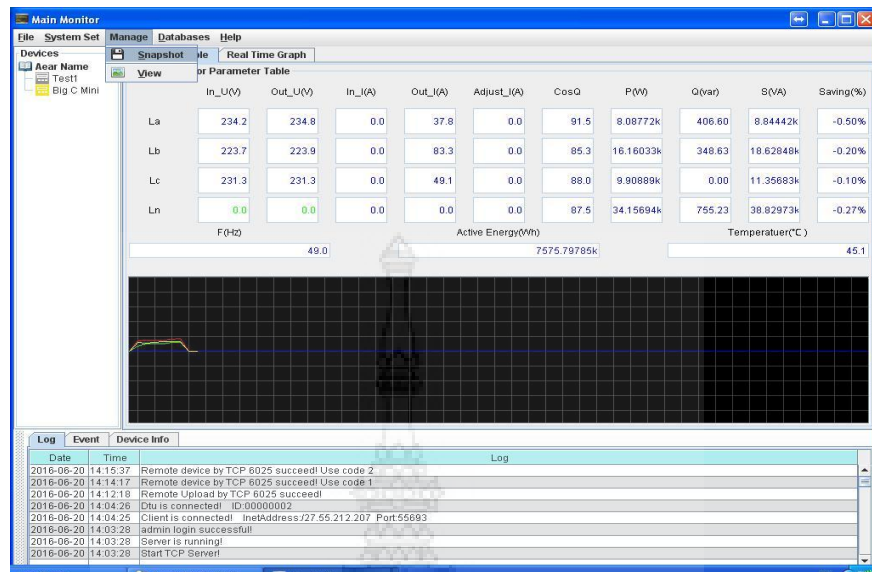 Main Monitor
File System Set Manage Databases Help
Devices
Aear Name
Test1
Big C Mini
Snapshot
View
le Real Time Graph
or Parameter Table
In_U(V) Out_U(V) In_I(A) Out_I(A) Adjust_I(A) CosQ P(W) Q(var) S(VA) Saving(%)
La 234.2 234.8 0.0 37.8 0.0 91.5 8.08772k 406.60 8.84442k -0.50%
Lb 223.7 223.9 0.0 83.3 0.0 85.3 16.16033k 348.63 18.62848k -0.20%
Lc 231.3 231.3 0.0 49.1 0.0 88.0 9.90889k 0.00 11.35683k -0.10%
Ln 0.0 0.0 0.0 0.0 0.0 87.5 34.15694k 755.23 38.82973k -0.27%
F(Hz) Active Energy(Wh) Temperatuer(℃)
49.0 7575.79785k 45.1
Log Event Device Info
Date Time Log
2016-06-20 14:15:37 Remote device by TCP 6025 succeed! Use code 2
2016-06-20 14:14:17 Remote device by TCP 6025 succeed! Use code 1
2016-06-20 14:12:18 Remote Upload by TCP 6025 succeed!
2016-06-20 14:04:26 Dtu is connected! ID:00000002
2016-06-20 14:04:25 Client is connected! InetAddress:/27.55.212.207 Port:55693
2016-06-20 14:03:28 admin login successful!
2016-06-20 14:03:28 Server is running!
2016-06-20 14:03:28 Start TCP Server!